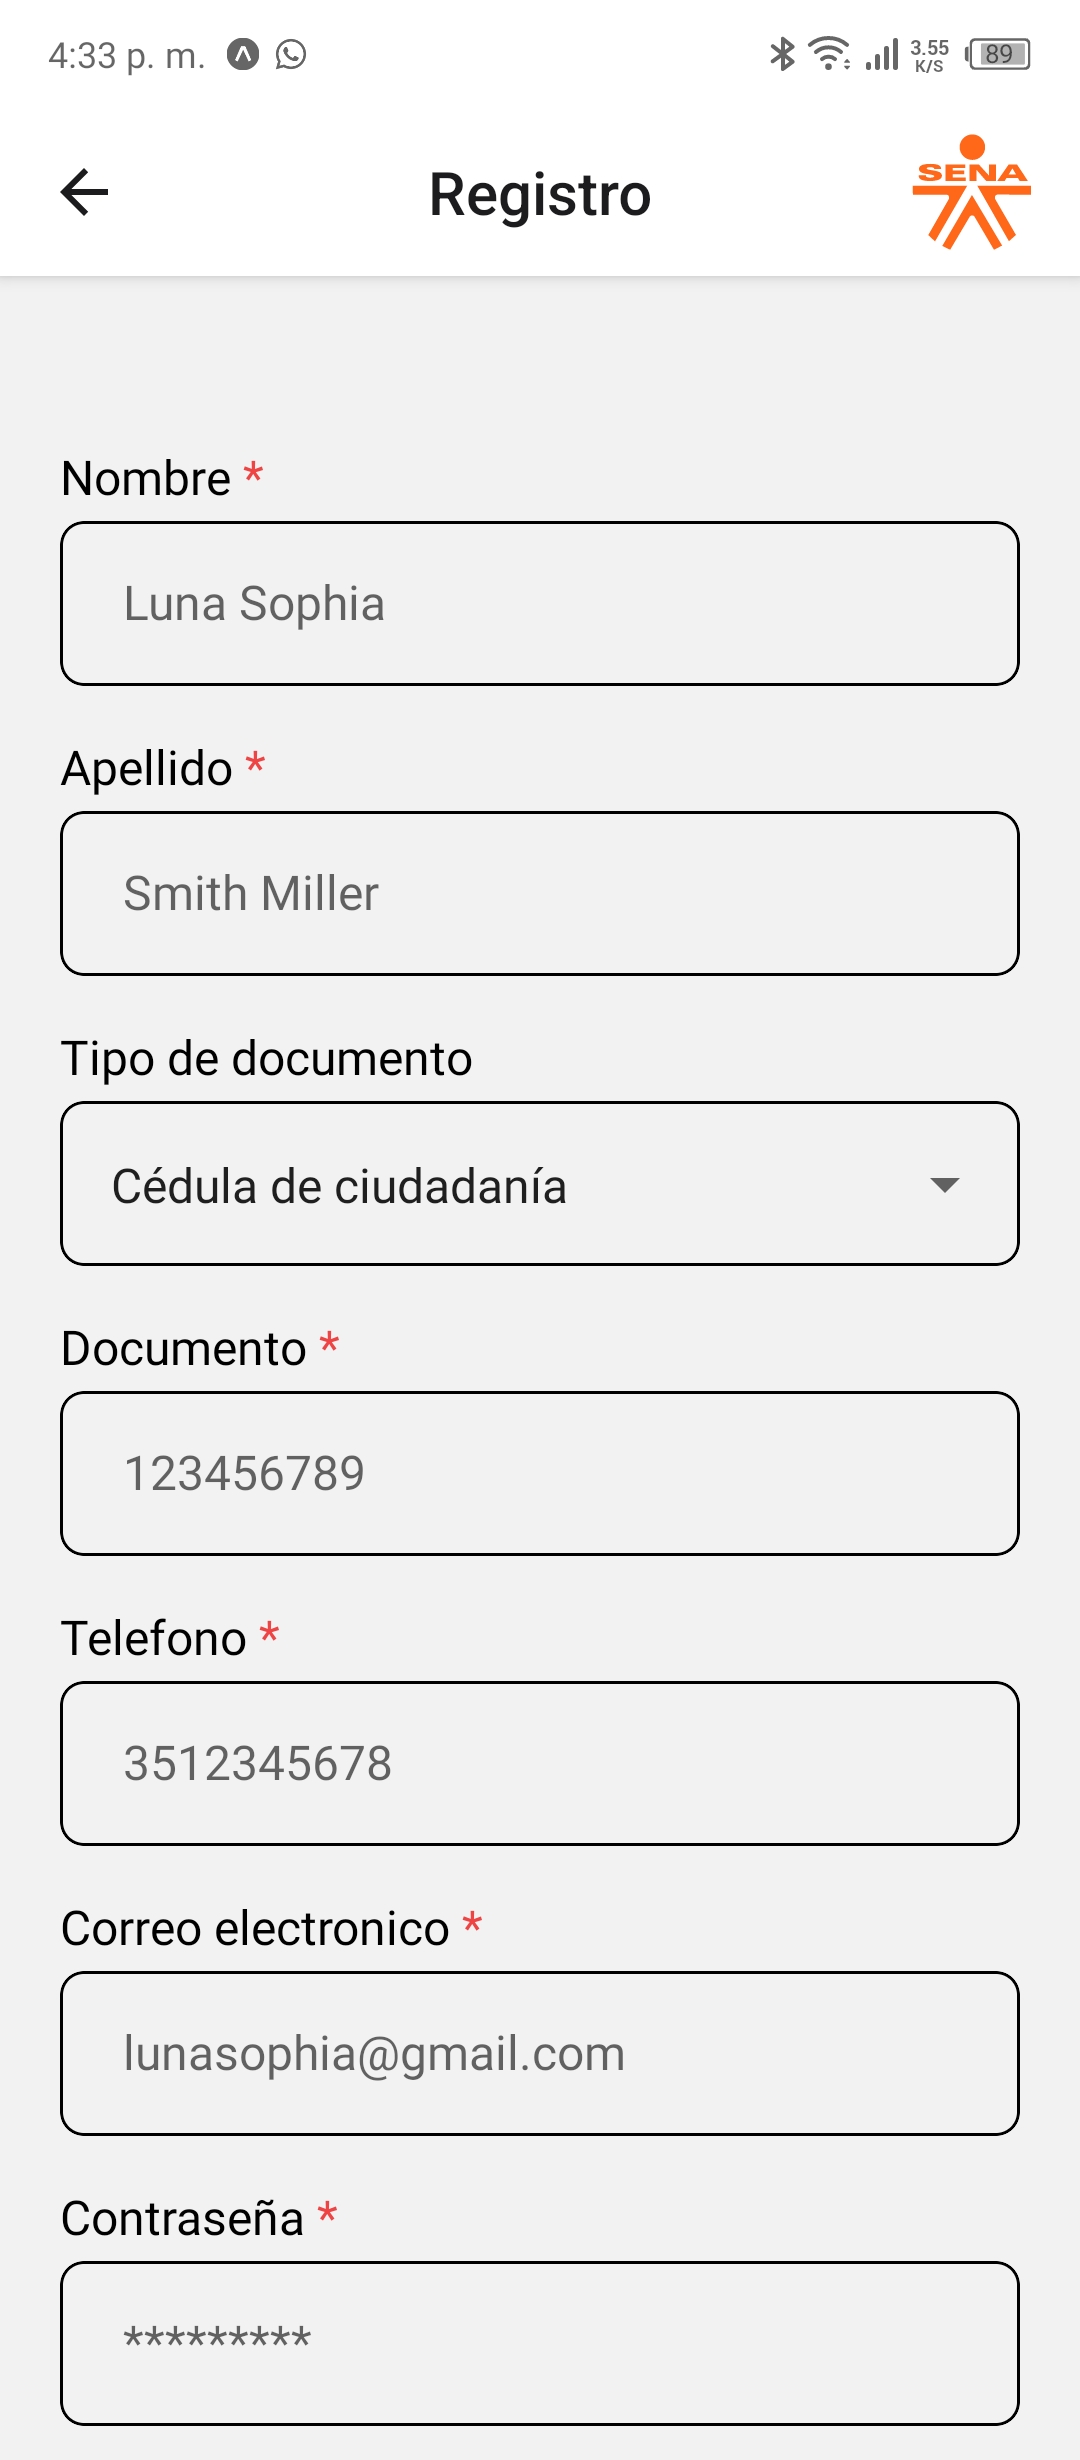 4:33 p. m.
3.55
K/S
89
Registro
SENA
Nombre *
Luna Sophia
Apellido *
Smith Miller
Tipo de documento
Cédula de ciudadanía
Documento *
123456789
Telefono *
3512345678
Correo electronico *
lunasophia@gmail.com
Contraseña *
*********